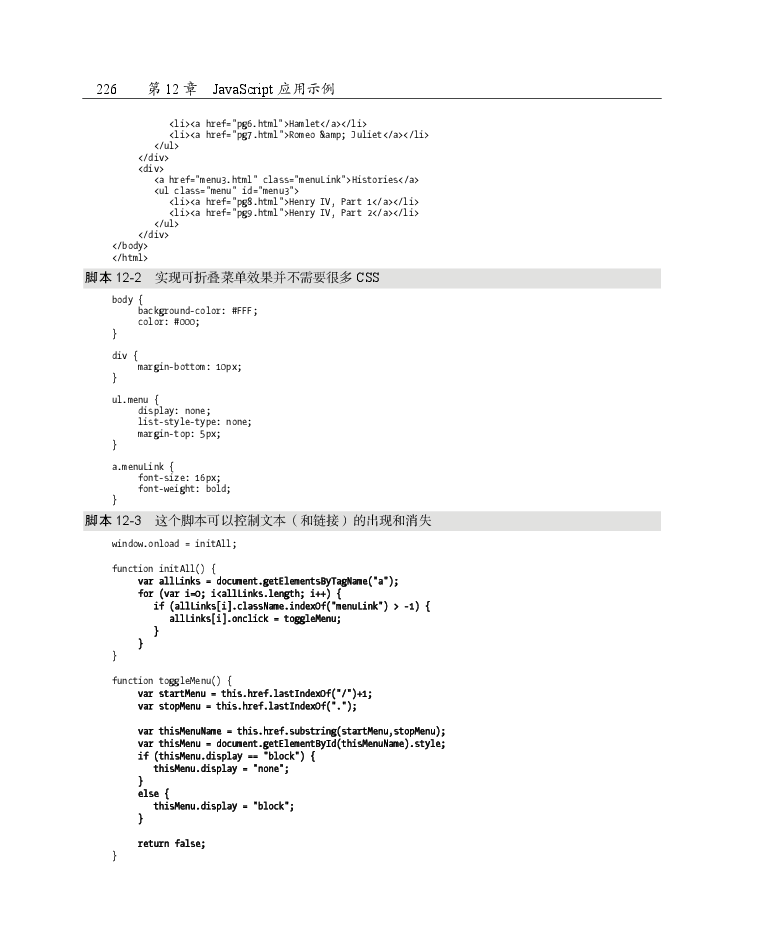 226 第 12 章 JavaScript 应用示例
<li><a href="pg6.html">Hamlet</a></li>
<li><a href="pg7.html">Romeo &amp; Juliet</a></li>
</ul>
</div>
<div>
<a href="menu3.html" class="menuLink">Histories</a>
<ul class="menu" id="menu3">
<li><a href="pg8.html">Henry IV, Part 1</a></li>
<li><a href="pg9.html">Henry IV, Part 2</a></li>
</ul>
</div>
</body>
</html>
脚本 12-2 实现可折叠菜单效果并不需要很多 CSS
body {
background-color: #FFF;
color: #000;
}
div {
margin-bottom: 10px;
}
ul.menu {
display: none;
list-style-type: none;
margin-top: 5px;
}
a.menuLink {
font-size: 16px;
font-weight: bold;
}
脚本 12-3 这个脚本可以控制文本（和链接）的出现和消失
window.onload = initAll;
function initAll() {
var allLinks = document.getElementsByTagName("a");
for (var i=0; i<allLinks.length; i++) {
if (allLinks[i].className.indexOf("menuLink") > -1) {
allLinks[i].onclick = toggleMenu;
}
}
}
function toggleMenu() {
var startMenu = this.href.lastIndexOf("/")+1;
var stopMenu = this.href.lastIndexOf(".");
var thisMenuName = this.href.substring(startMenu,stopMenu);
var thisMenu = document.getElementById(thisMenuName).style;
if (thisMenu.display == "block") {
thisMenu.display = "none";
}
else {
thisMenu.display = "block";
}
return false;
}